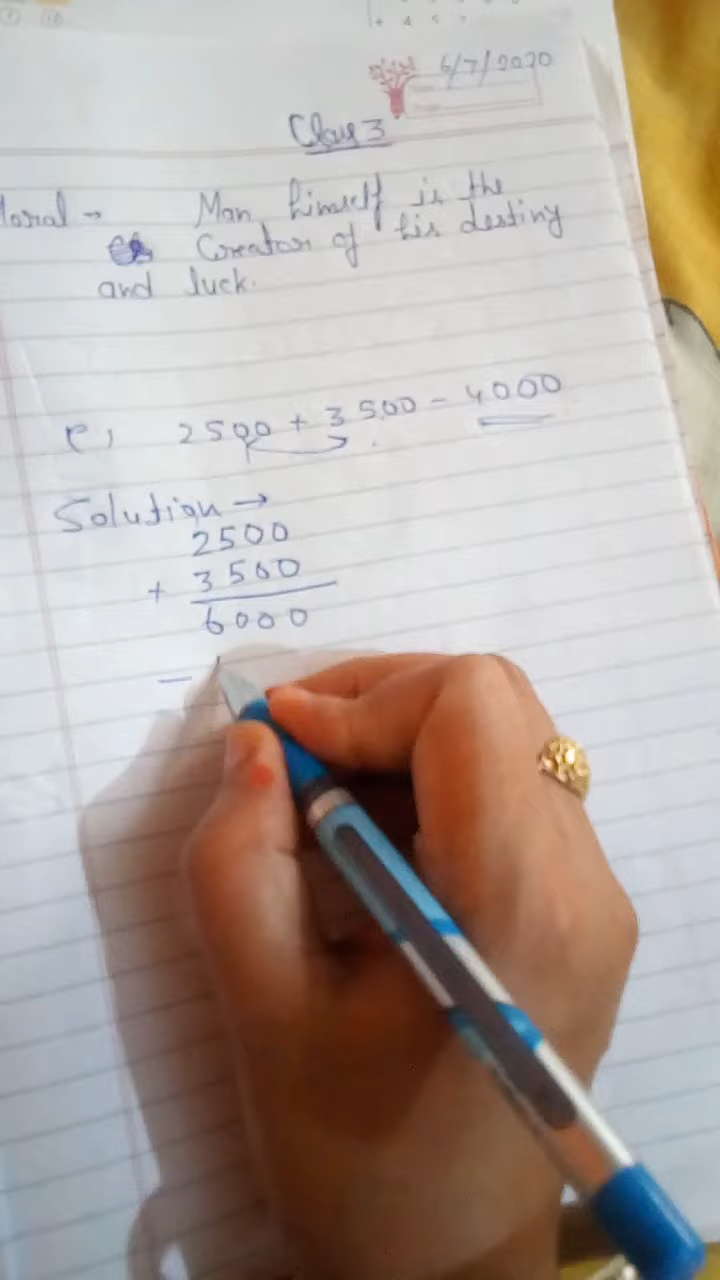 6/7/2020
Class 3
Moral → Man himself is the
Creator of his destiny
and luck.
e, 2500 + 3500 - 4000
Solution →
2500
+ 3500
6000
—